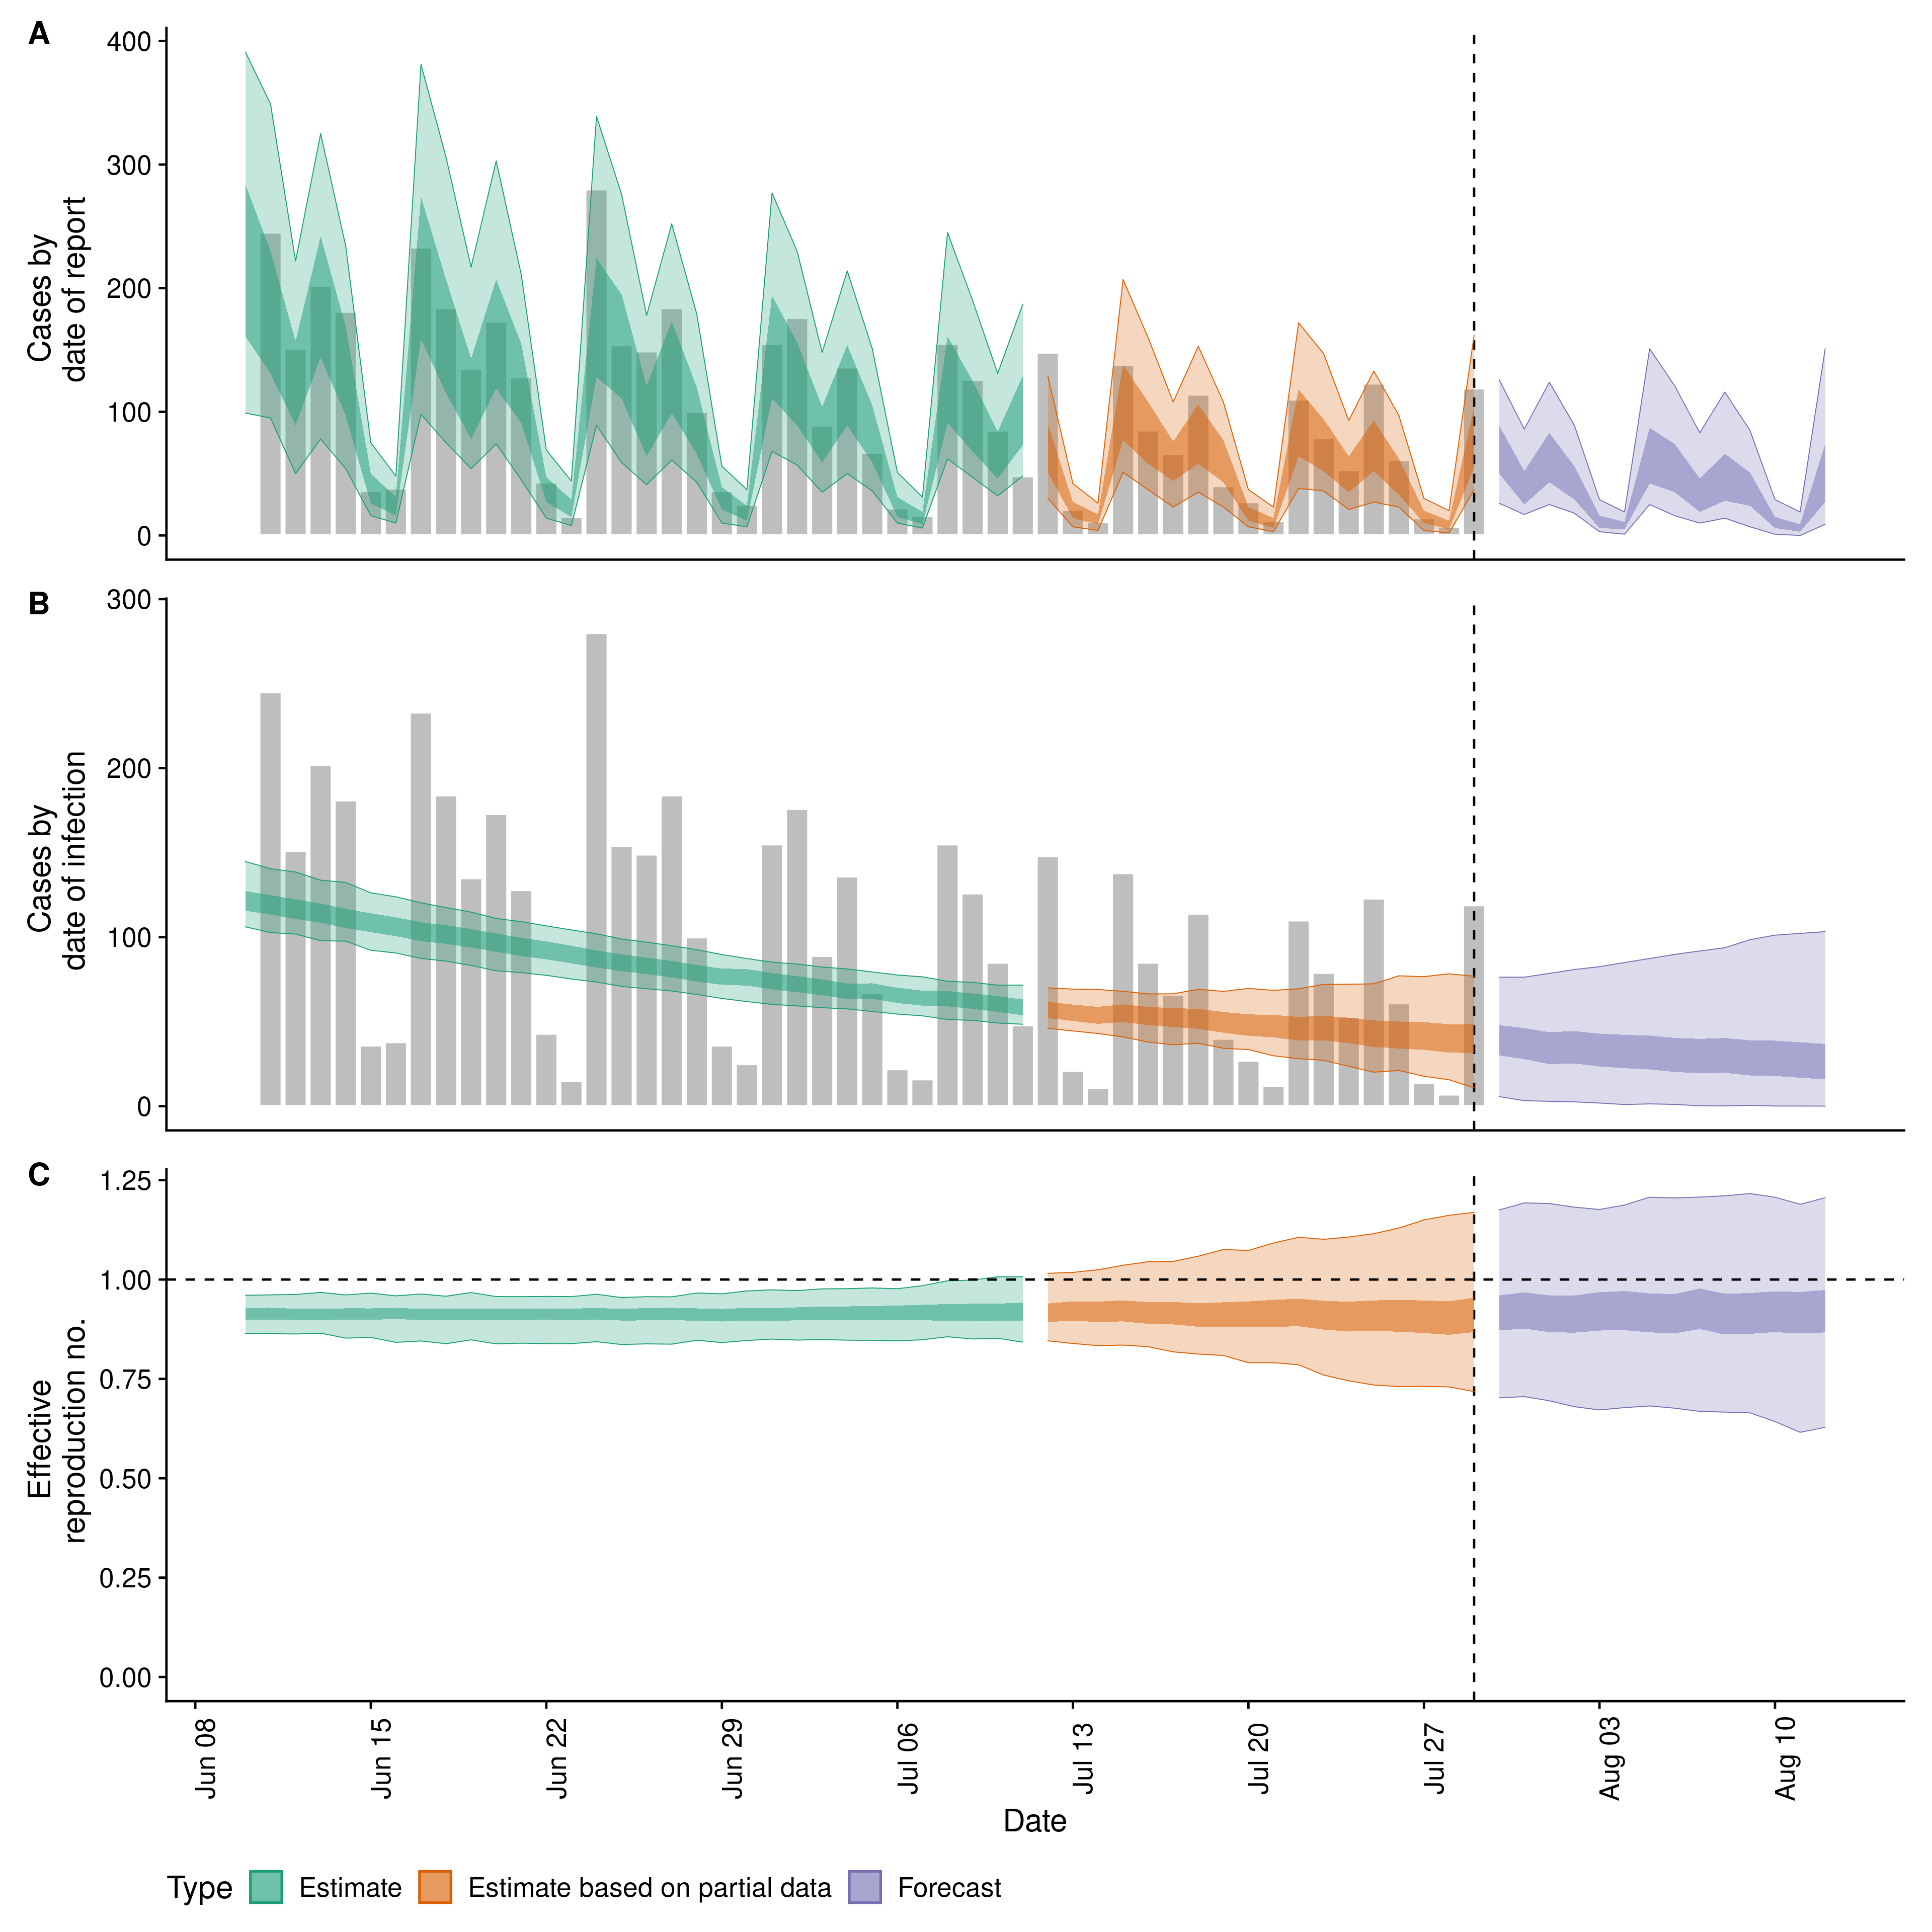 A
400
300
200
100
0
Cases by
date of report
B
300
200
100
0
Cases by
date of infection
C
1.25
1.00
0.75
0.50
0.25
0.00
Effective
reproduction no.
Jun 08
Jun 15
Jun 22
Jun 29
Jul 06
Jul 13
Jul 20
Jul 27
Aug 03
Aug 10
Date
Type Estimate Estimate based on partial data Forecast